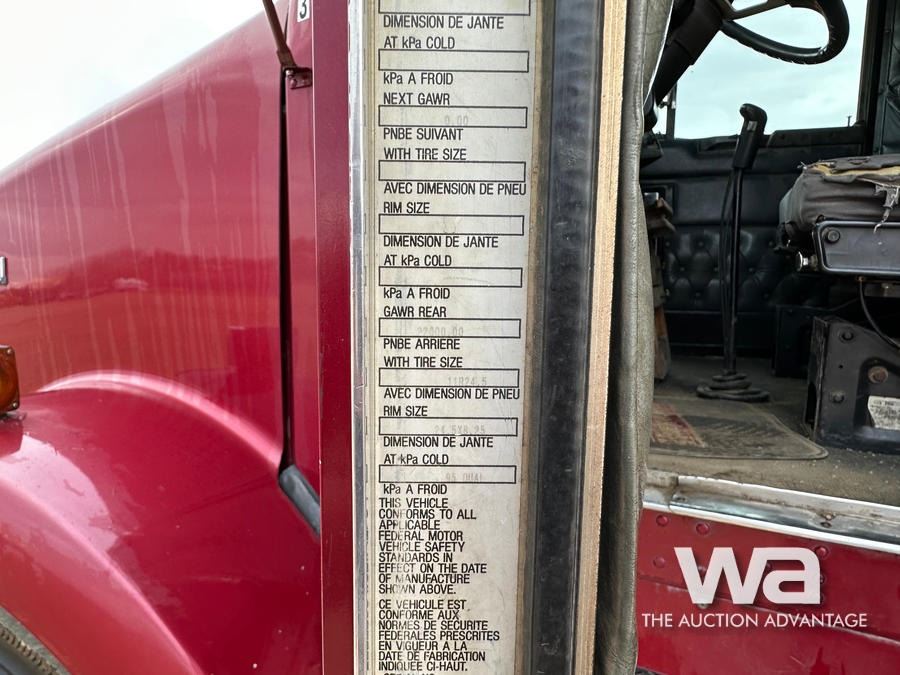 3
DIMENSION DE JANTE
AT kPa COLD
kPa A FROID
NEXT GAWR
0.00
PNBE SUIVANT
WITH TIRE SIZE
AVEC DIMENSION DE PNEU
RIM SIZE
DIMENSION DE JANTE
AT kPa COLD
kPa A FROID
GAWR REAR
22000.00
PNBE ARRIERE
WITH TIRE SIZE
11R24.5
AVEC DIMENSION DE PNEU
RIM SIZE
24.5X8.25
DIMENSION DE JANTE
AT kPa COLD
95 DUAL
kPa A FROID
THIS VEHICLE
CONFORMS TO ALL
APPLICABLE
FEDERAL MOTOR
VEHICLE SAFETY
STANDARDS IN
EFFECT ON THE DATE
OF MANUFACTURE
SHOWN ABOVE.
CE VEHICULE EST
CONFORME AUX
NORMES DE SECURITE
FEDERALES PRESCRITES
EN VIGUEUR A LA
DATE DE FABRICATION
INDIQUEE CI-HAUT.
wa
THE AUCTION ADVANTAGE